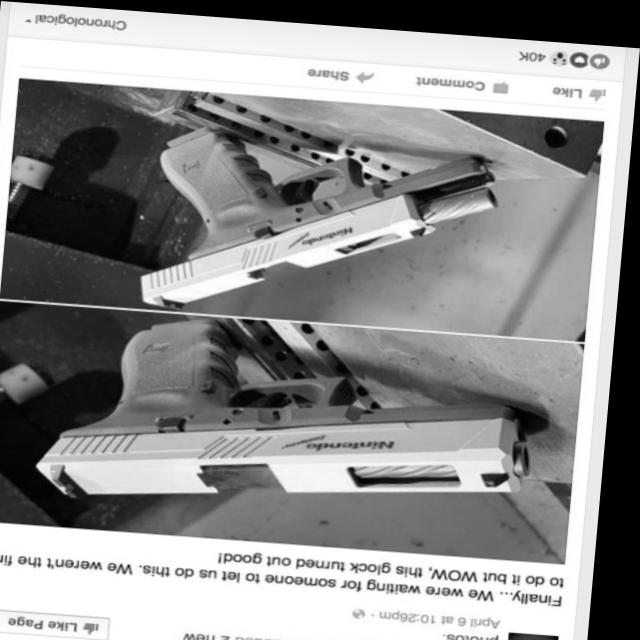 photos.
April 6 at 10:26pm
Like Page
Finally... We were waiting for someone to let us do this. We weren't the
to do it but WOW, this glock turned out good!
Nintendo
Nintendo
Like Comment Share
40K
Chronological